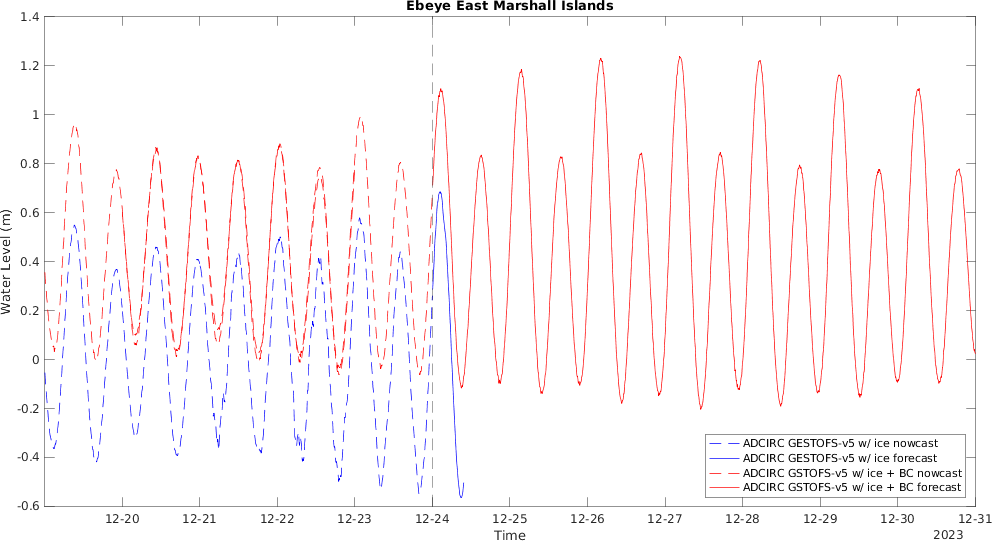 Ebeye East Marshall Islands
1.4
1.2
1
0.8
0.6
0.4
0.2
0
-0.2
-0.4
-0.6
Water Level (m)
ADCIRC GESTOFS-v5 w/ ice nowcast
ADCIRC GESTOFS-v5 w/ ice forecast
ADCIRC GSTOFS-v5 w/ ice + BC nowcast
ADCIRC GSTOFS-v5 w/ ice + BC forecast
12-20 12-21 12-22 12-23 12-24 12-25 12-26 12-27 12-28 12-29 12-30 12-31
Time
2023